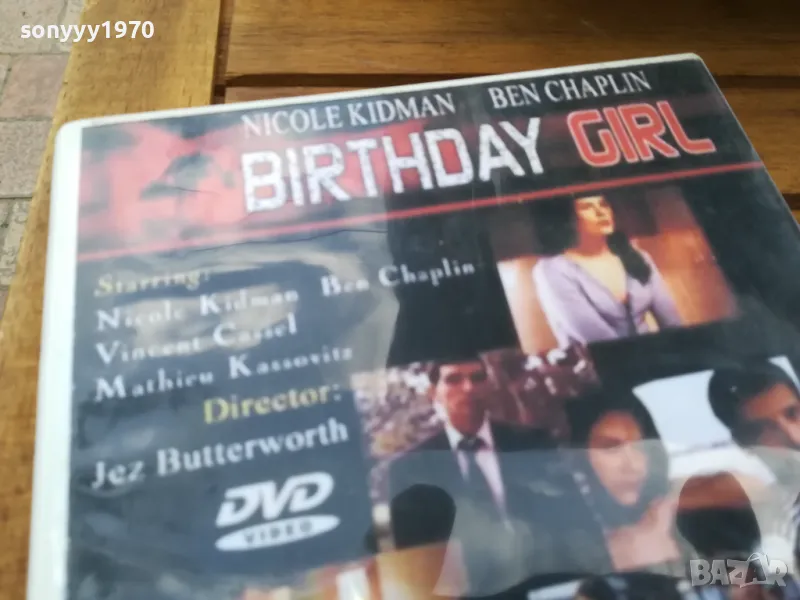 sonyyy1970
NICOLE KIDMAN BEN CHAPLIN
BIRTHDAY GIRL
Starring:
Nicole Kidman Ben Chaplin
Vincent Cassel
Mathieu Kassovitz
Director:
Jez Butterworth
DVD
VIDEO
BAZAR